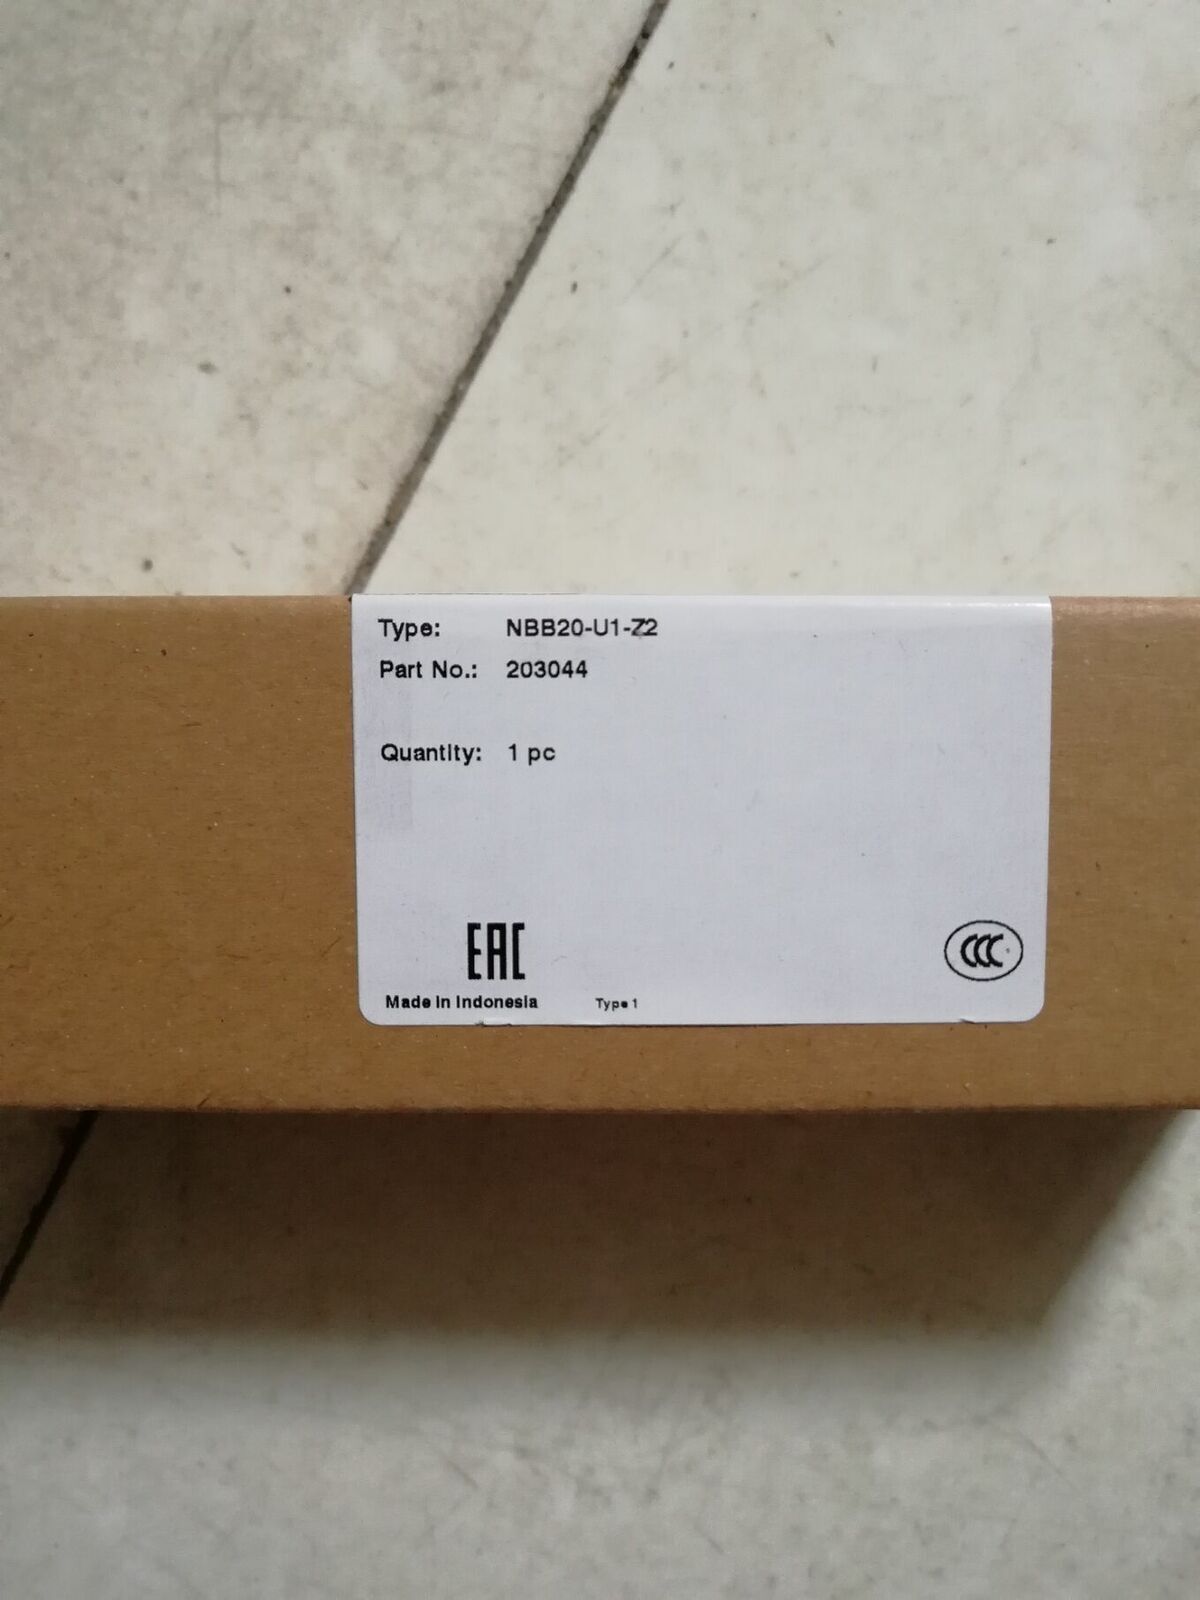 Type: NBB20-U1-Z2
Part No.: 203044
Quantity: 1 pc
EAC
CCC
Made in Indonesia Type 1